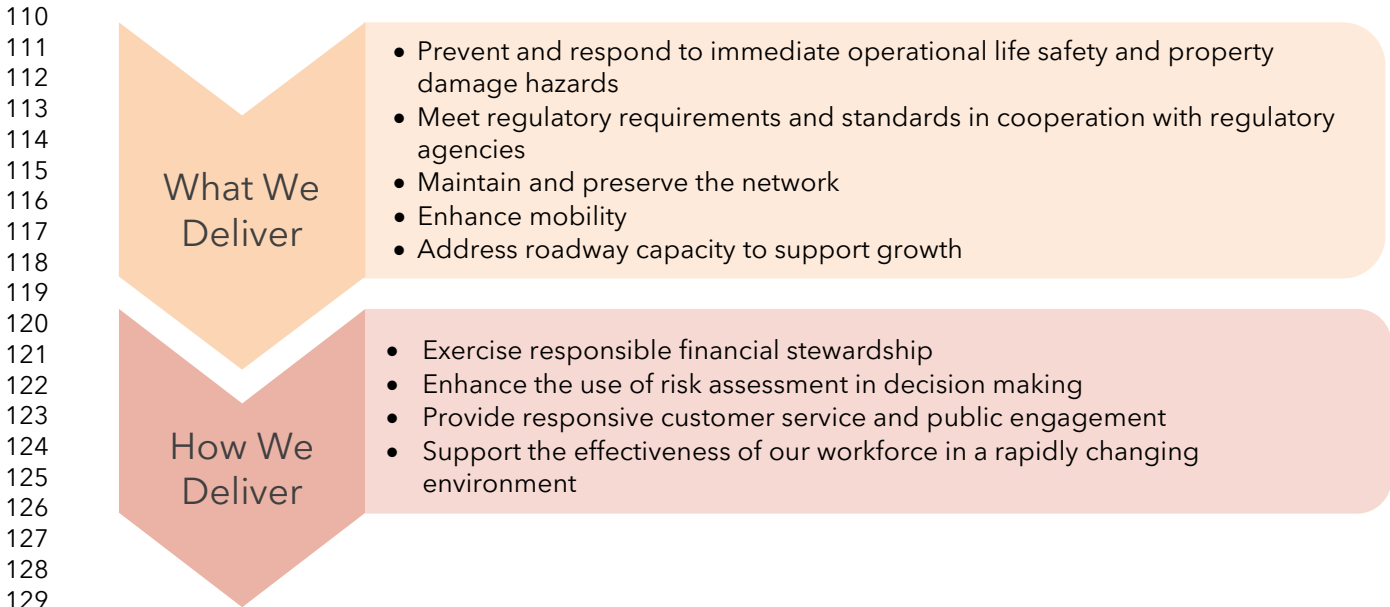 110
111
112
113
114
115
116
117
118
119
120
121
122
123
124
125
126
127
128
129
What We
Deliver
• Prevent and respond to immediate operational life safety and property
damage hazards
• Meet regulatory requirements and standards in cooperation with regulatory
agencies
• Maintain and preserve the network
• Enhance mobility
• Address roadway capacity to support growth
How We
Deliver
• Exercise responsible financial stewardship
• Enhance the use of risk assessment in decision making
• Provide responsive customer service and public engagement
• Support the effectiveness of our workforce in a rapidly changing
environment